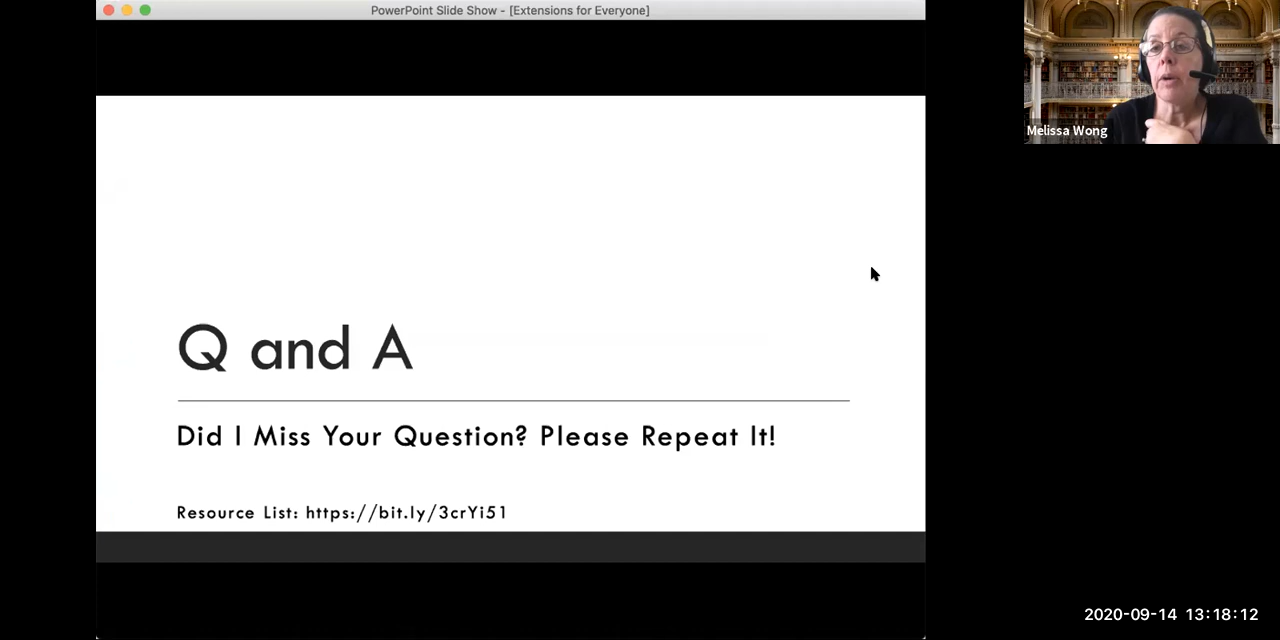 PowerPoint Slide Show - [Extensions for Everyone]
Melissa Wong
Q and A
Did I Miss Your Question? Please Repeat It!
Resource List: https://bit.ly/3crYi51
2020-09-14 13:18:12